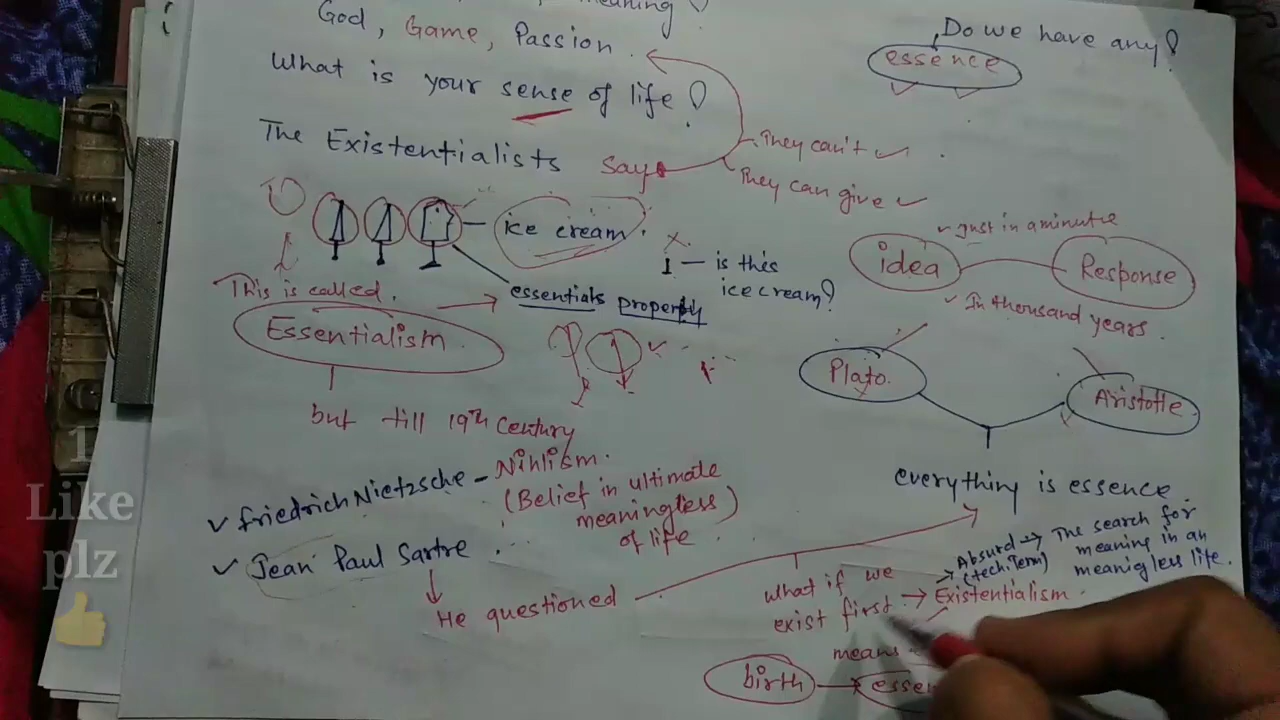 meaning?
God, Game, Passion.
What is your sense of life?
The Existentialists say
They can't
They can give
Do we have any?
essence
ice cream.
I — is this
ice cream?
essentials property
This is called.
Essentialism
but till 19th Century
friedrich Nietzsche - Nihlism.
(Belief in ultimate
meaningless)
of life.
Jean Paul Sartre
He questioned
idea
Response
just in a minute
In thousand years.
Plato.
Aristotle
everything is essence.
what if we
exist first. → Existentialism
Absurd → The search for
(tech: Term)
meaning in an
meanigless life.
means
birth
1
Like
plz